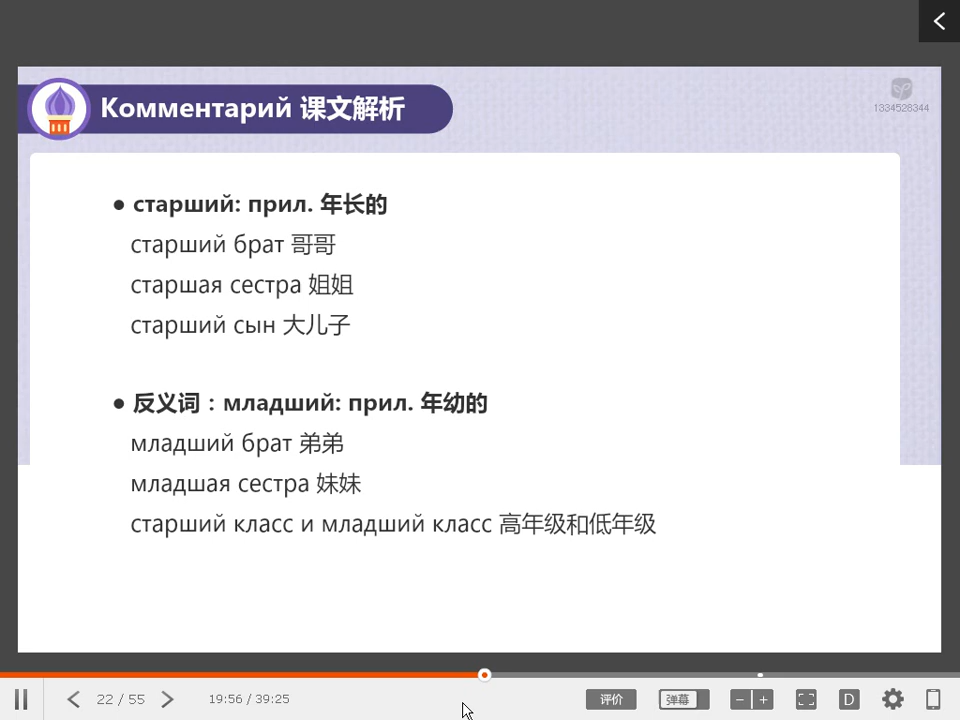 Комментарий 课文解析
1334528344
● старший: прил. 年长的
старший брат 哥哥
старшая сестра 姐姐
старший сын 大儿子
● 反义词：младший: прил. 年幼的
младший брат 弟弟
младшая сестра 妹妹
старший класс и младший класс 高年级和低年级
22 / 55
19:56 / 39:25
评价
弹幕
D